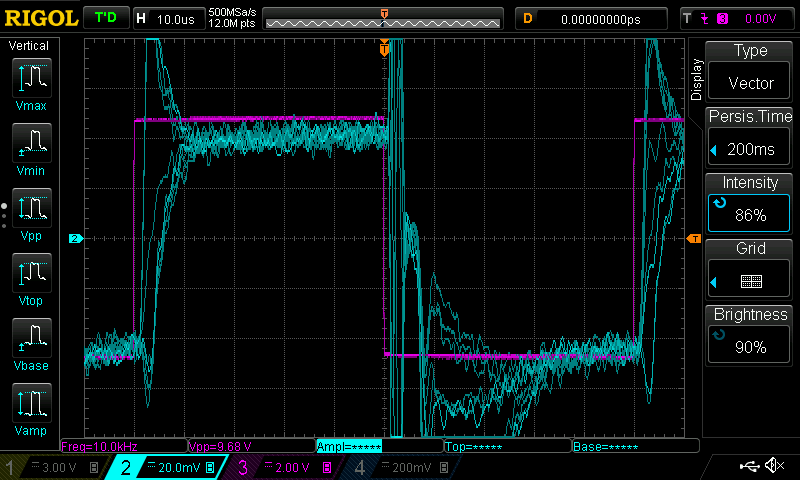 RIGOL T'D H 10.0us 500MSa/s 12.0M pts D 0.00000000ps T 3 0.00V
Vertical
Vmax
Vmin
Vpp
Vtop
Vbase
Vamp
T
2
T
Display
Type
Vector
Persis.Time
200ms
Intensity
86%
Grid
Brightness
90%
Freq=10.0kHz Vpp=9.68 V Ampl=***** Top=***** Base=*****
1 3.00 V B 2 20.0mV B 3 2.00 V B 4 200mV B